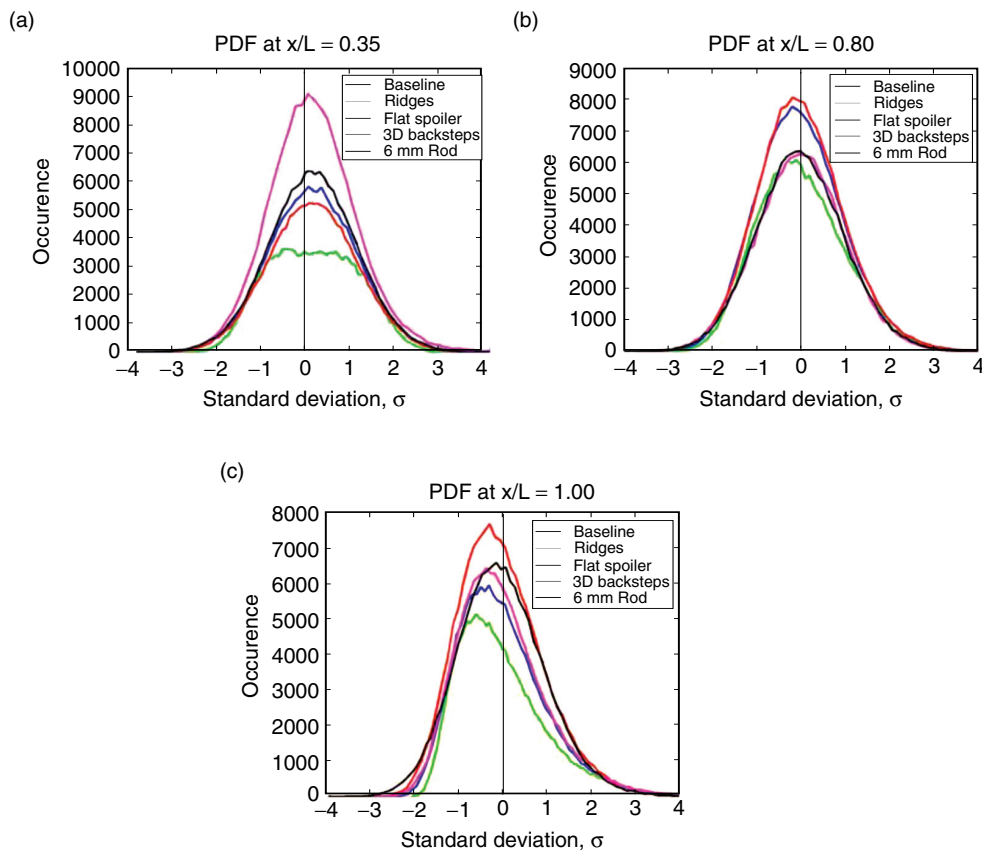 (a)
PDF at x/L = 0.35
10000
9000
8000
7000
6000
5000
4000
3000
2000
1000
0
Occurence
−4 −3 −2 −1 0 1 2 3 4
Standard deviation, σ
Baseline
Ridges
Flat spoiler
3D backsteps
6 mm Rod
(b)
PDF at x/L = 0.80
9000
8000
7000
6000
5000
4000
3000
2000
1000
0
Occurence
−4 −3 −2 −1 0 1 2 3 4
Standard deviation, σ
Baseline
Ridges
Flat spoiler
3D backsteps
6 mm Rod
(c)
PDF at x/L = 1.00
8000
7000
6000
5000
4000
3000
2000
1000
0
Occurence
−4 −3 −2 −1 0 1 2 3 4
Standard deviation, σ
Baseline
Ridges
Flat spoiler
3D backsteps
6 mm Rod